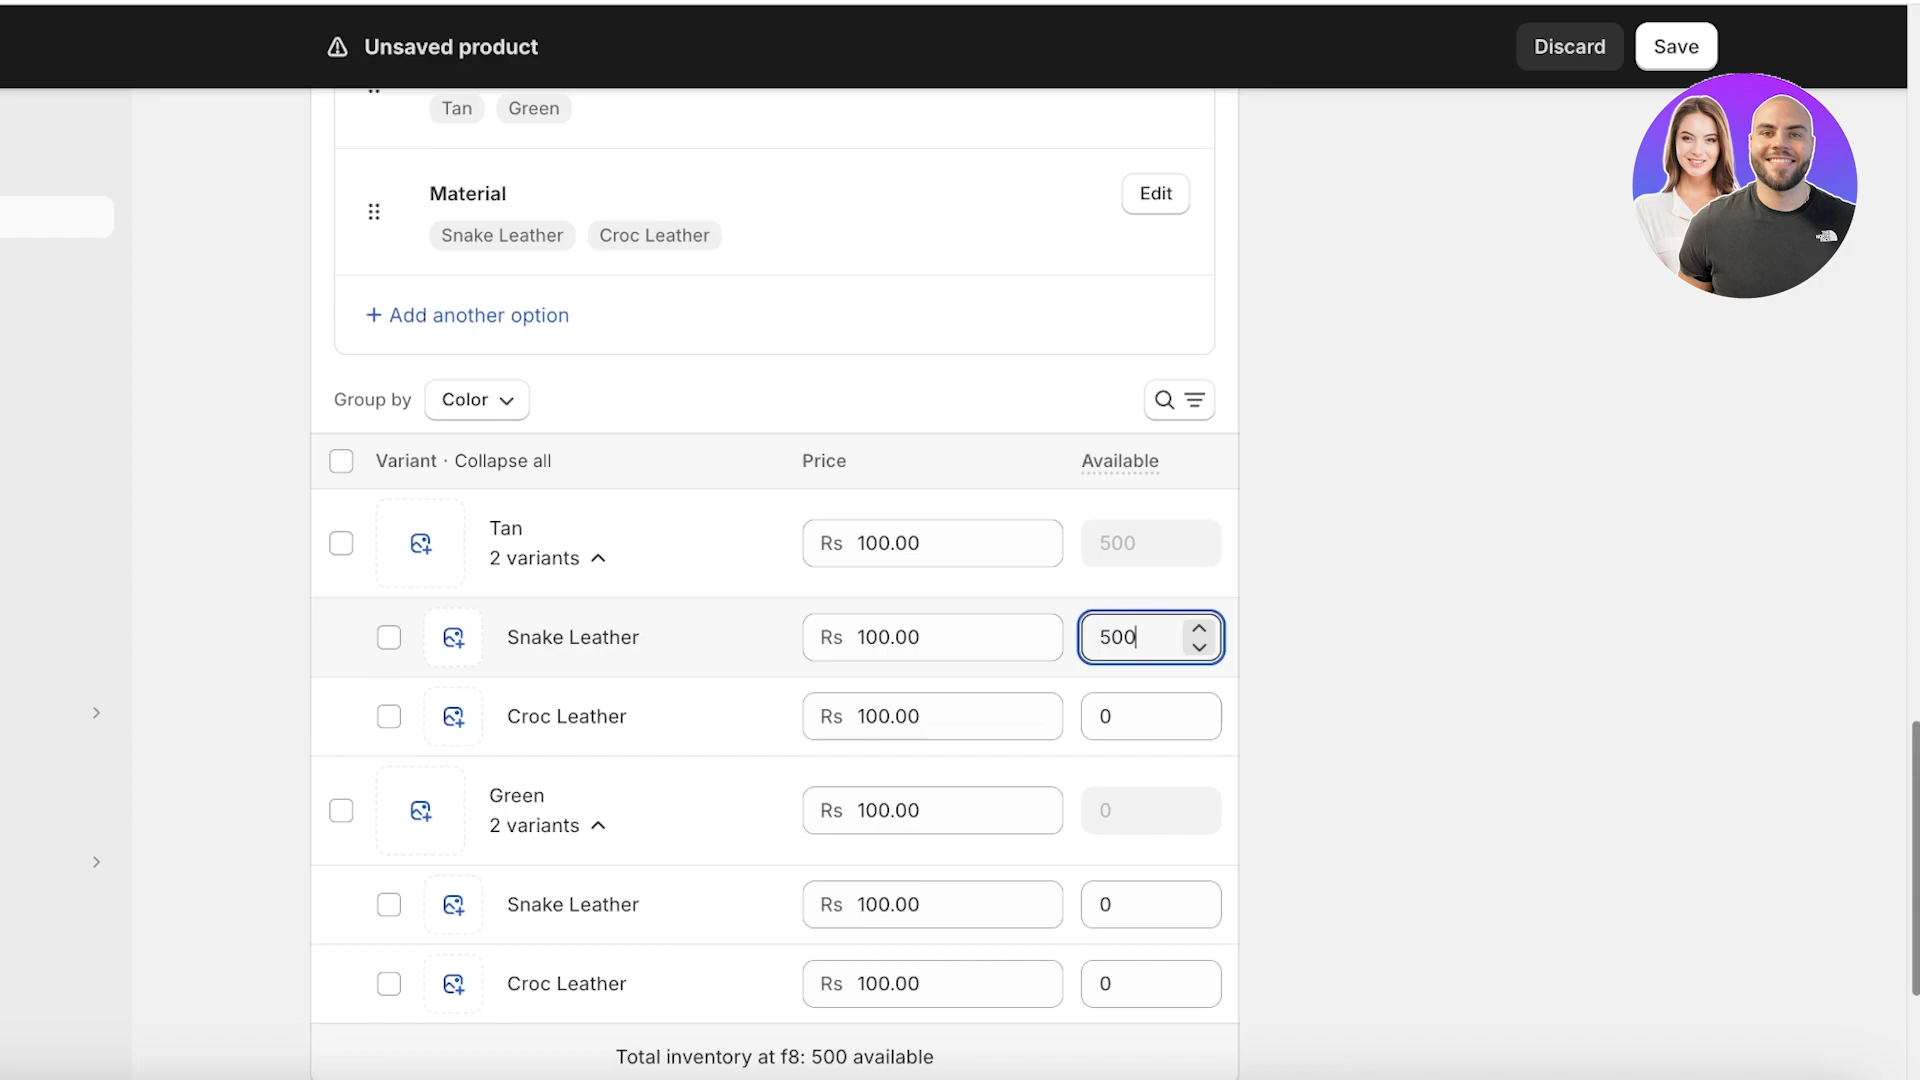 Unsaved product
Discard
Save
Tan
Green
Material
Edit
Snake Leather
Croc Leather
+ Add another option
Group by
Color
Variant · Collapse all
Price
Available
Tan
2 variants
Rs 100.00
500
Snake Leather
Rs 100.00
500
Croc Leather
Rs 100.00
0
Green
2 variants
Rs 100.00
0
Snake Leather
Rs 100.00
0
Croc Leather
Rs 100.00
0
Total inventory at f8: 500 available